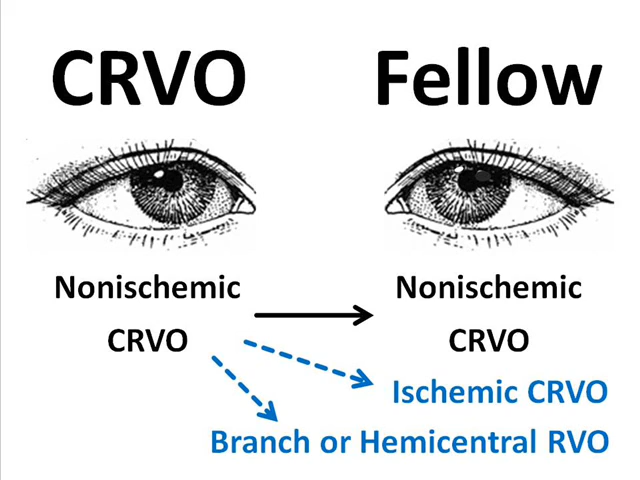 CRVO Fellow
Nonischemic Nonischemic
CRVO CRVO
Ischemic CRVO
Branch or Hemicentral RVO